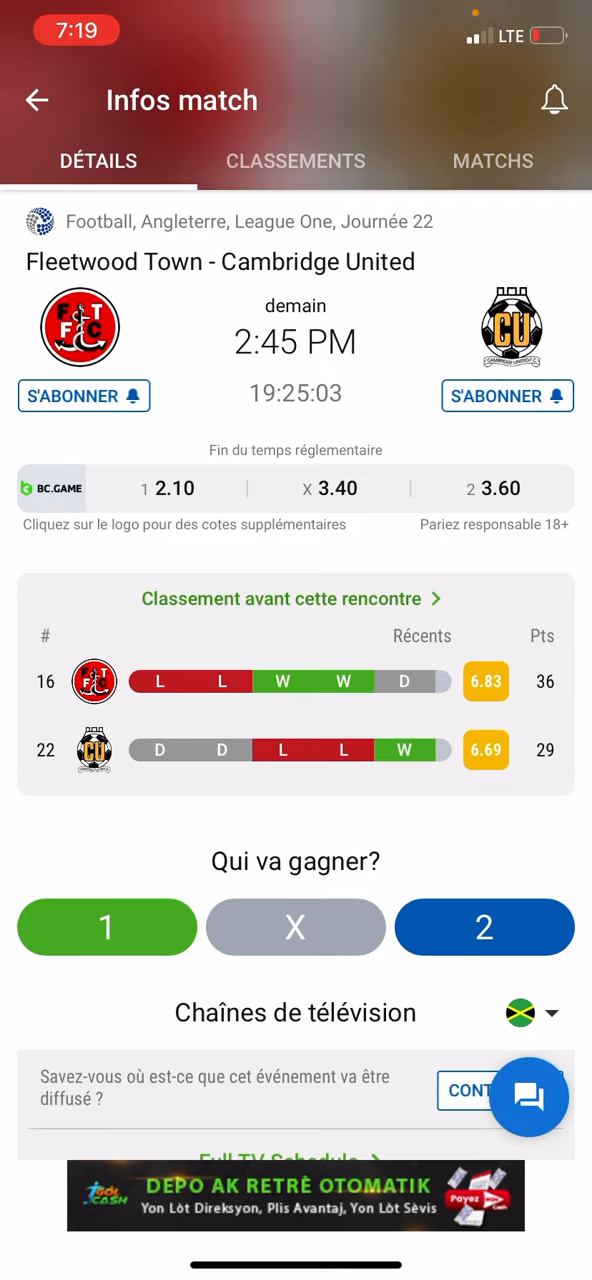 7:19
LTE
Infos match
DÉTAILS
CLASSEMENTS
MATCHS
Football, Angleterre, League One, Journée 22
Fleetwood Town - Cambridge United
demain
2:45 PM
19:25:03
S'ABONNER
S'ABONNER
Fin du temps réglementaire
BC.GAME 1 2.10 X 3.40 2 3.60
Cliquez sur le logo pour des cotes supplémentaires
Pariez responsable 18+
Classement avant cette rencontre
# Récents Pts
16 L L W W D 6.83 36
22 D D L L W 6.69 29
Qui va gagner?
1 X 2
Chaînes de télévision
Savez-vous où est-ce que cet événement va être
diffusé ?
CONT
Full TV Schedule
DEPO AK RETRÈ OTOMATIK
Yon Lòt Direksyon, Plis Avantaj, Yon Lòt Sèvis